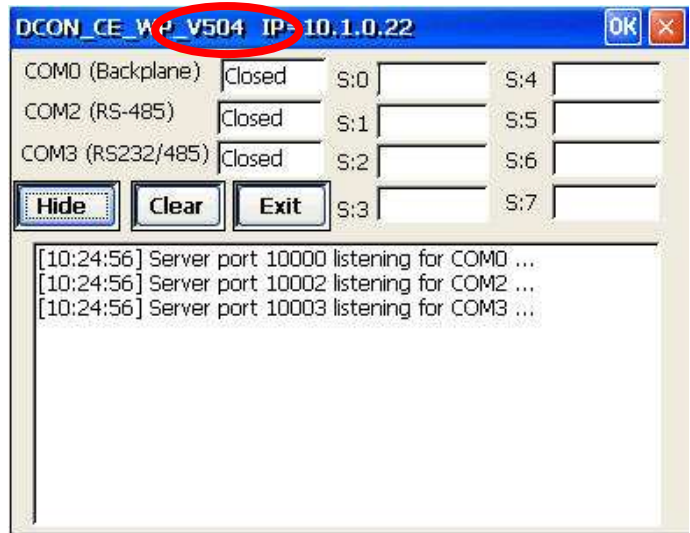 DCON_CE_WP_V504 IP=10.1.0.22 OK
COM0 (Backplane) Closed S:0 S:4
COM2 (RS-485) Closed S:1 S:5
COM3 (RS232/485) Closed S:2 S:6
Hide Clear Exit S:3 S:7
[10:24:56] Server port 10000 listening for COM0 ...
[10:24:56] Server port 10002 listening for COM2 ...
[10:24:56] Server port 10003 listening for COM3 ...